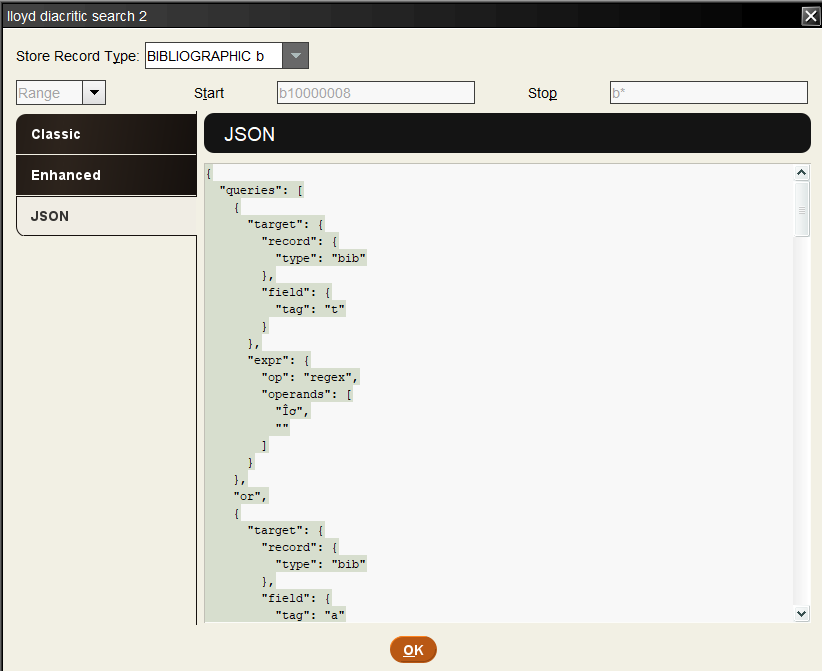 lloyd diacritic search 2
Store Record Type: BIBLIOGRAPHIC b
Range Start b10000008 Stop b*
Classic
Enhanced
JSON
JSON
{
  "queries": [
    {
      "target": {
        "record": {
          "type": "bib"
        },
        "field": {
          "tag": "t"
        }
      },
      "expr": {
        "op": "regex",
        "operands": [
          "Îσ",
          ""
        ]
      }
    },
    "or",
    {
      "target": {
        "record": {
          "type": "bib"
        },
        "field": {
          "tag": "a"
OK